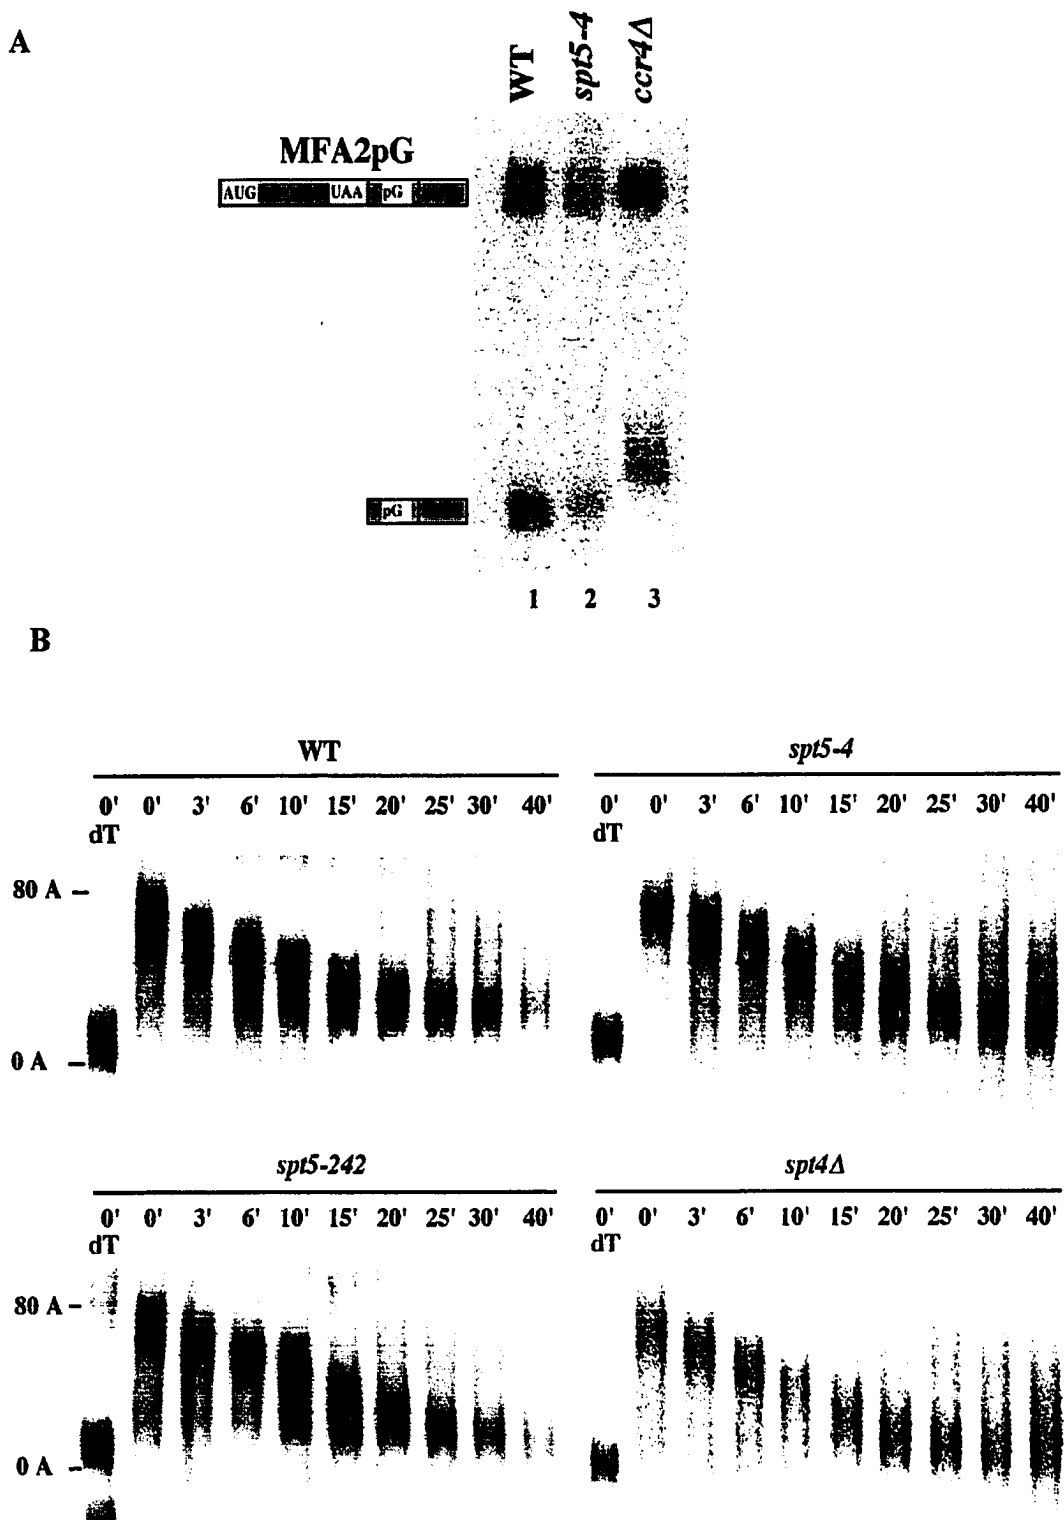 A
WT spt5-4 ccr4Δ
MFA2pG
AUG UAA pG
pG
1 2 3
B
WT spt5-4
0' 0' 3' 6' 10' 15' 20' 25' 30' 40' 0' 0' 3' 6' 10' 15' 20' 25' 30' 40'
dT dT
80 A
0 A
spt5-242 spt4Δ
0' 0' 3' 6' 10' 15' 20' 25' 30' 40' 0' 0' 3' 6' 10' 15' 20' 25' 30' 40'
dT dT
80 A
0 A